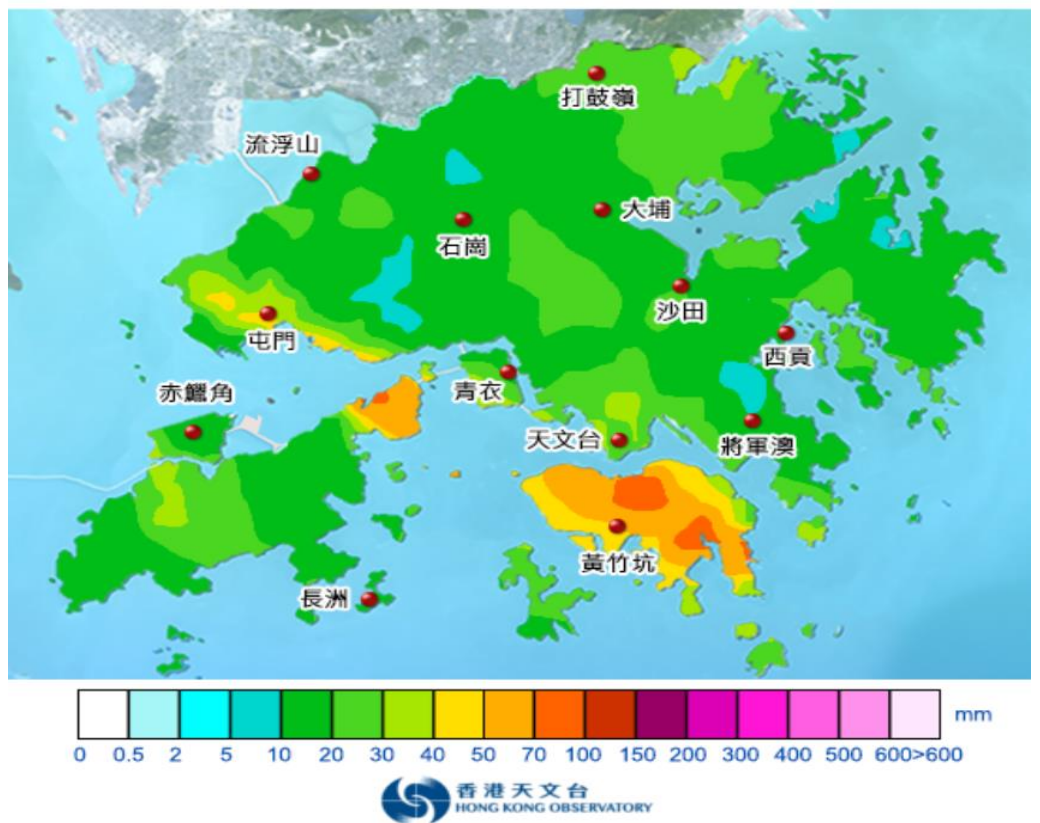 打鼓嶺
流浮山
大埔
石崗
沙田
屯門
西貢
赤鱲角
青衣
天文台
將軍澳
黃竹坑
長洲
mm
0 0.5 2 5 10 20 30 40 50 70 100 150 200 300 400 500 600>600
香港天文台
HONG KONG OBSERVATORY